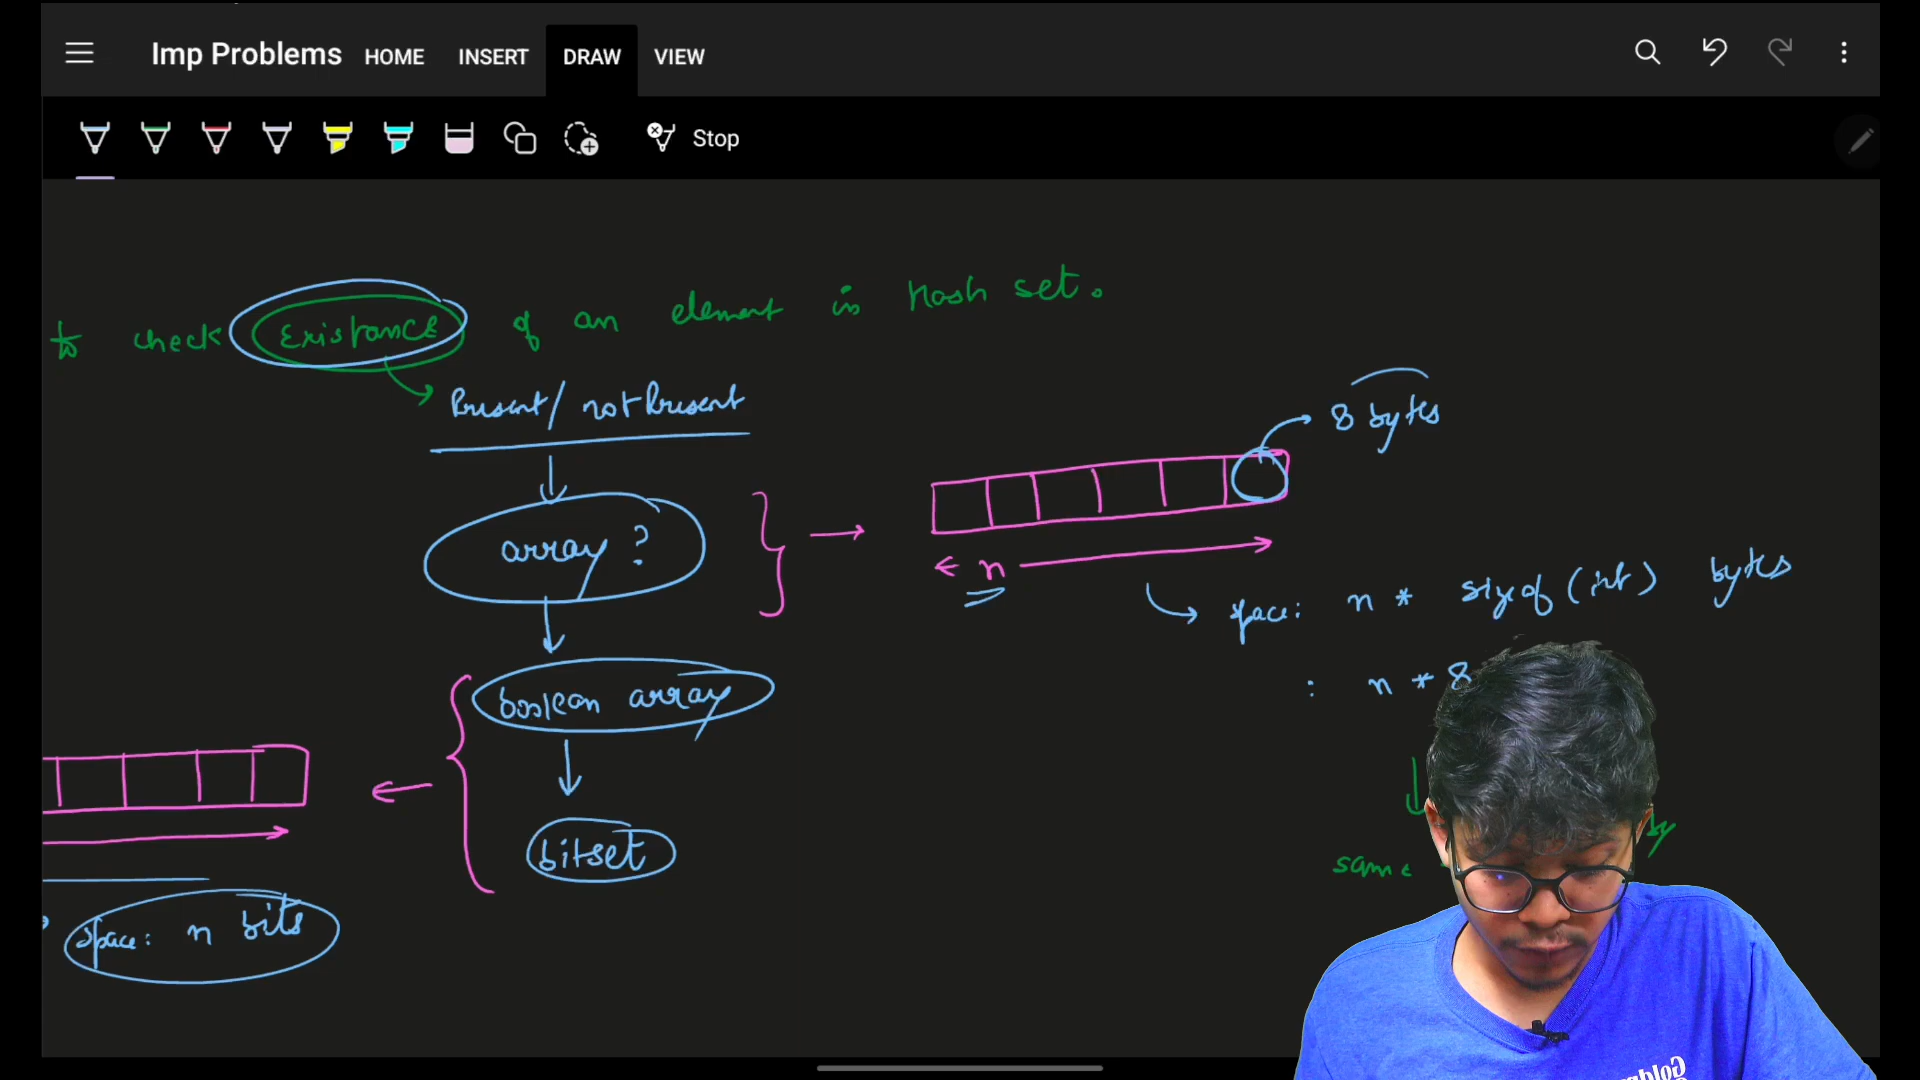 Imp Problems HOME INSERT DRAW VIEW
Stop
to check Existance of an element in hash set.
Present / not Present
8 bytes
array ?
n
space: n * sizeof (int) bytes
: n * 8
boolean array
same
bitset
space: n bits